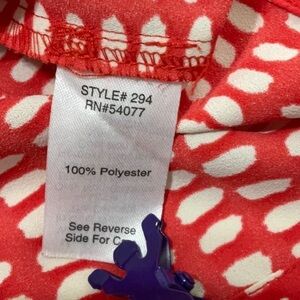 STYLE# 294
RN#54077
100% Polyester
See Reverse
Side For